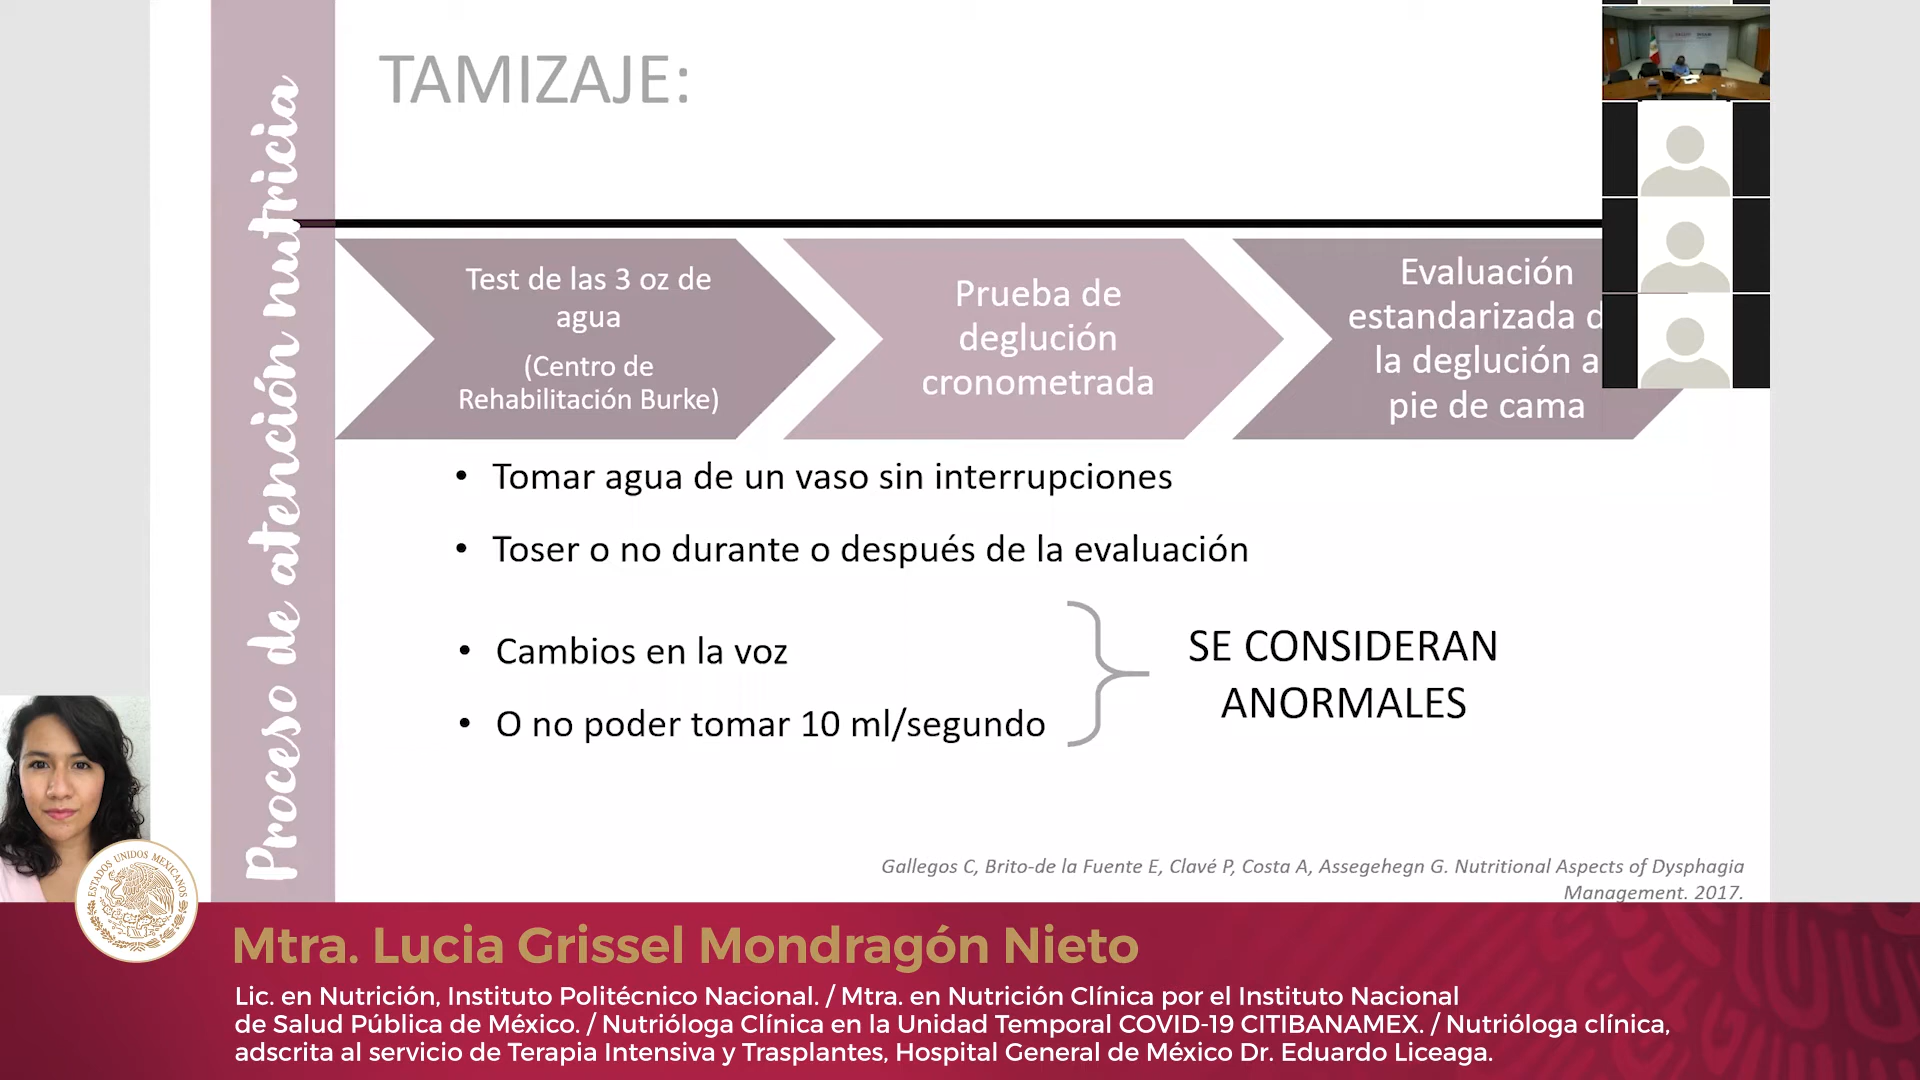 TAMIZAJE:
Proceso de atención nutricia
Test de las 3 oz de
agua
(Centro de
Rehabilitación Burke)
Prueba de
deglución
cronometrada
Evaluación
estandarizada
la deglución a
pie de cama
• Tomar agua de un vaso sin interrupciones
• Toser o no durante o después de la evaluación
• Cambios en la voz
• O no poder tomar 10 ml/segundo
SE CONSIDERAN
ANORMALES
Gallegos C, Brito-de la Fuente E, Clavé P, Costa A, Assegehegn G. Nutritional Aspects of Dysphagia
Management. 2017.
ESTADOS UNIDOS MEXICANOS
Mtra. Lucia Grissel Mondragón Nieto
Lic. en Nutrición, Instituto Politécnico Nacional. / Mtra. en Nutrición Clínica por el Instituto Nacional
de Salud Pública de México. / Nutrióloga Clínica en la Unidad Temporal COVID-19 CITIBANAMEX. / Nutrióloga clínica,
adscrita al servicio de Terapia Intensiva y Trasplantes, Hospital General de México Dr. Eduardo Liceaga.